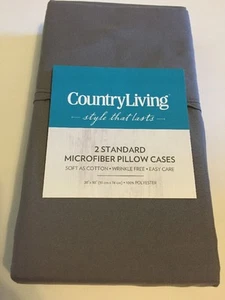 CountryLiving
style that lasts
2 STANDARD
MICROFIBER PILLOW CASES
SOFT AS COTTON • WRINKLE FREE • EASY CARE
100% POLYESTER